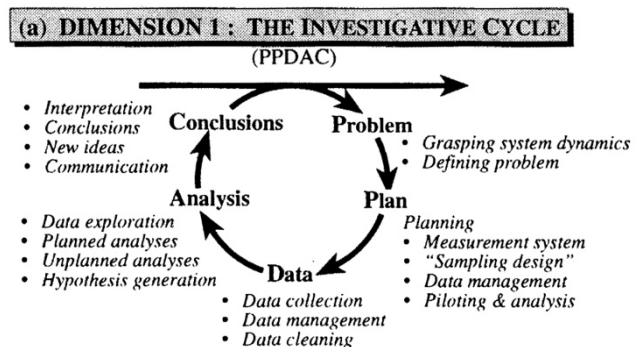 (a) DIMENSION 1 : THE INVESTIGATIVE CYCLE
(PPDAC)
• Interpretation
• Conclusions
• New ideas
• Communication
Conclusions
Problem
• Grasping system dynamics
• Defining problem
Analysis
Plan
• Data exploration
• Planned analyses
• Unplanned analyses
• Hypothesis generation
Planning
• Measurement system
• “Sampling design”
• Data management
• Piloting & analysis
Data
• Data collection
• Data management
• Data cleaning